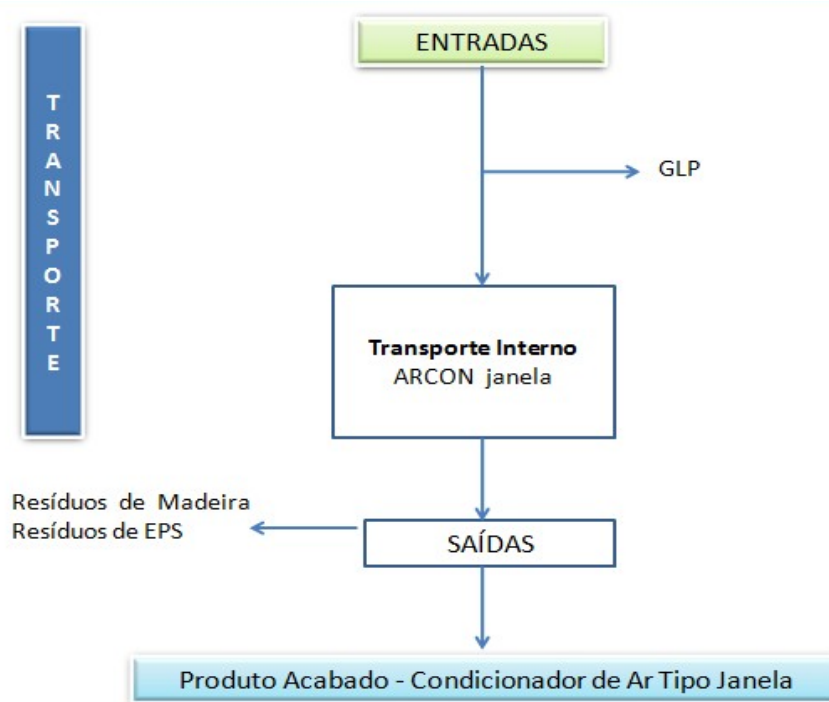 TRANSPORTE
ENTRADAS
GLP
Transporte Interno
ARCON janela
Resíduos de Madeira
Resíduos de EPS
SAÍDAS
Produto Acabado - Condicionador de Ar Tipo Janela